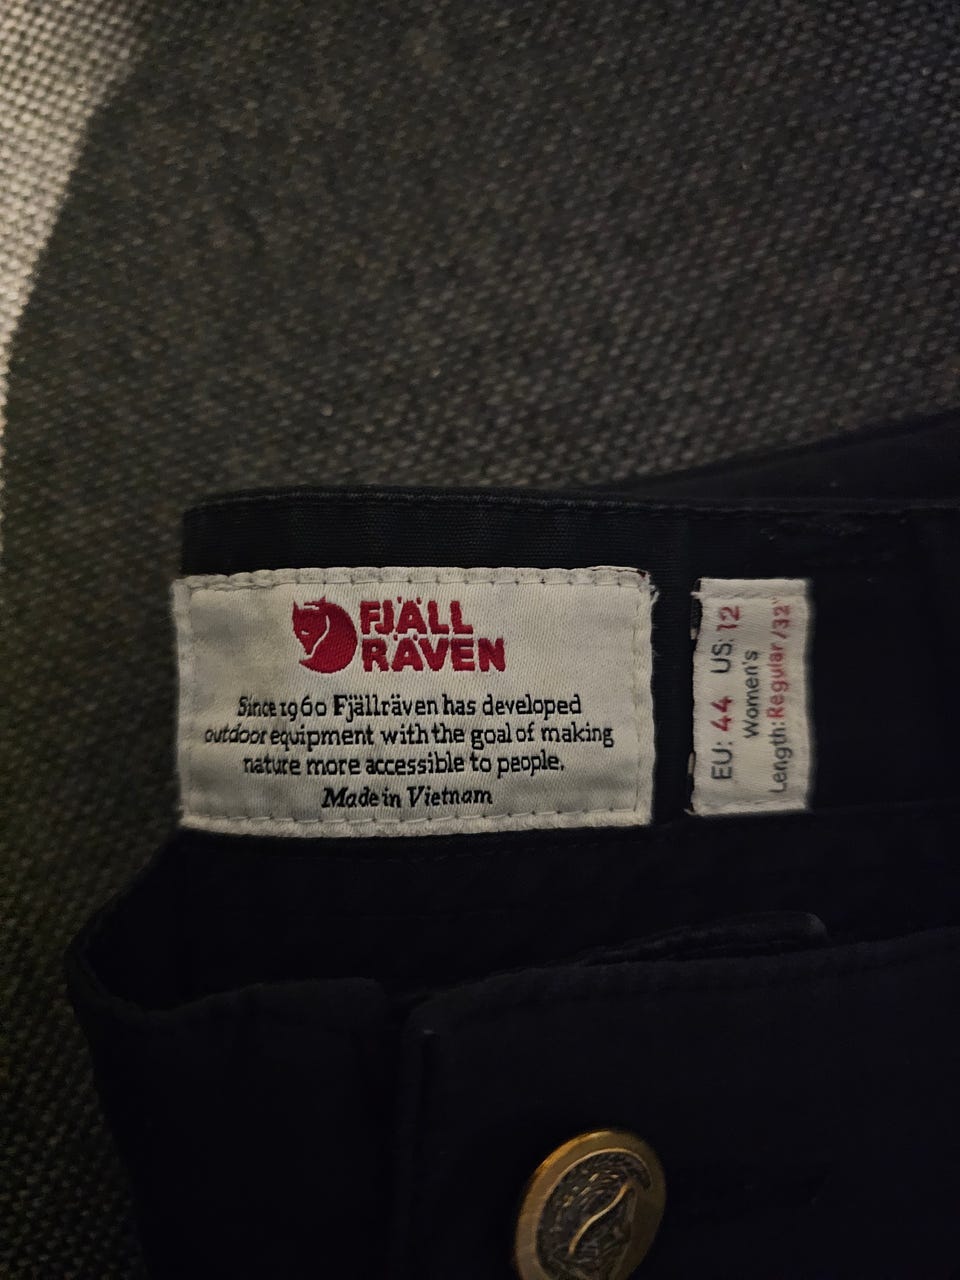 FJÄLL
RÄVEN
Since 1960 Fjällräven has developed
outdoor equipment with the goal of making
nature more accessible to people.
Made in Vietnam
EU: 44 US: 12
Women's
Length: Regular /32"